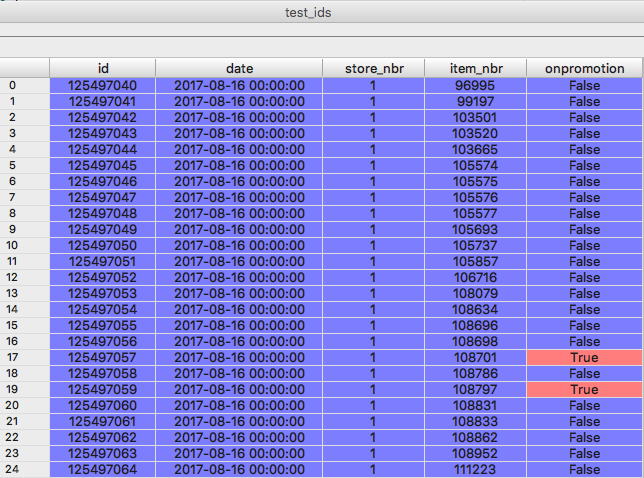 test_ids
id date store_nbr item_nbr onpromotion
0 125497040 2017-08-16 00:00:00 1 96995 False
1 125497041 2017-08-16 00:00:00 1 99197 False
2 125497042 2017-08-16 00:00:00 1 103501 False
3 125497043 2017-08-16 00:00:00 1 103520 False
4 125497044 2017-08-16 00:00:00 1 103665 False
5 125497045 2017-08-16 00:00:00 1 105574 False
6 125497046 2017-08-16 00:00:00 1 105575 False
7 125497047 2017-08-16 00:00:00 1 105576 False
8 125497048 2017-08-16 00:00:00 1 105577 False
9 125497049 2017-08-16 00:00:00 1 105693 False
10 125497050 2017-08-16 00:00:00 1 105737 False
11 125497051 2017-08-16 00:00:00 1 105857 False
12 125497052 2017-08-16 00:00:00 1 106716 False
13 125497053 2017-08-16 00:00:00 1 108079 False
14 125497054 2017-08-16 00:00:00 1 108634 False
15 125497055 2017-08-16 00:00:00 1 108696 False
16 125497056 2017-08-16 00:00:00 1 108698 False
17 125497057 2017-08-16 00:00:00 1 108701 True
18 125497058 2017-08-16 00:00:00 1 108786 False
19 125497059 2017-08-16 00:00:00 1 108797 True
20 125497060 2017-08-16 00:00:00 1 108831 False
21 125497061 2017-08-16 00:00:00 1 108833 False
22 125497062 2017-08-16 00:00:00 1 108862 False
23 125497063 2017-08-16 00:00:00 1 108952 False
24 125497064 2017-08-16 00:00:00 1 111223 False